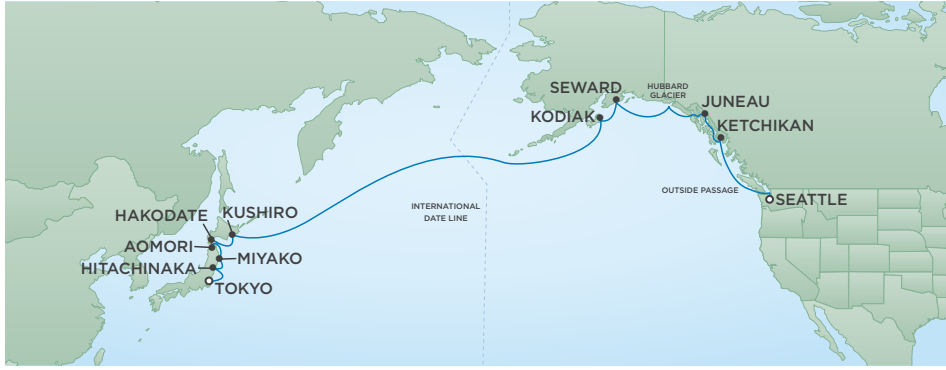 SEWARD
HUBBARD
GLACIER
JUNEAU
KODIAK
KETCHIKAN
OUTSIDE PASSAGE
SEATTLE
INTERNATIONAL
DATE LINE
HAKODATE
KUSHIRO
AOMORI
MIYAKO
HITACHINAKA
TOKYO